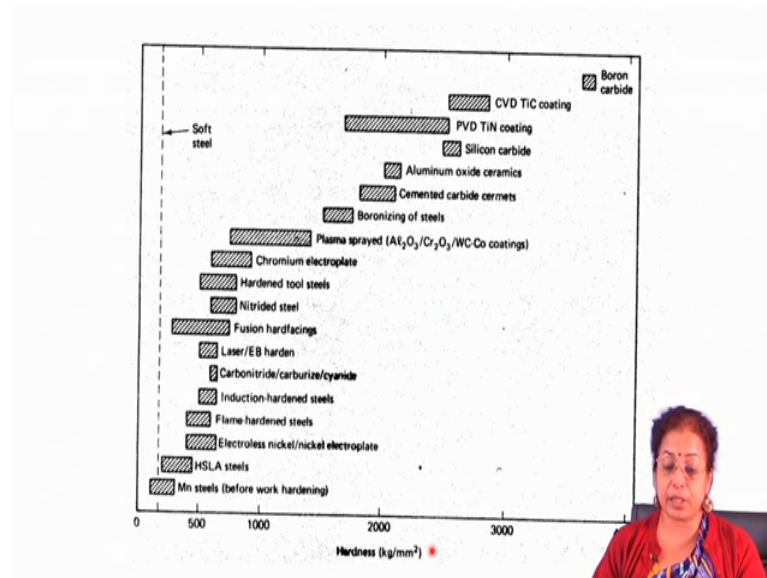 Boron
carbide
CVD TiC coating
PVD TiN coating
Soft
steel
Silicon carbide
Aluminum oxide ceramics
Cemented carbide cermets
Boronizing of steels
Plasma sprayed (Aℓ₂O₃/Cr₂O₃/WC-Co coatings)
Chromium electroplate
Hardened tool steels
Nitrided steel
Fusion hardfacings
Laser/EB harden
Carbonitride/carburize/cyanide
Induction-hardened steels
Flame hardened steels
Electroless nickel/nickel electroplate
HSLA steels
Mn steels (before work hardening)
0 500 1000 2000 3000
Hardness (kg/mm²)